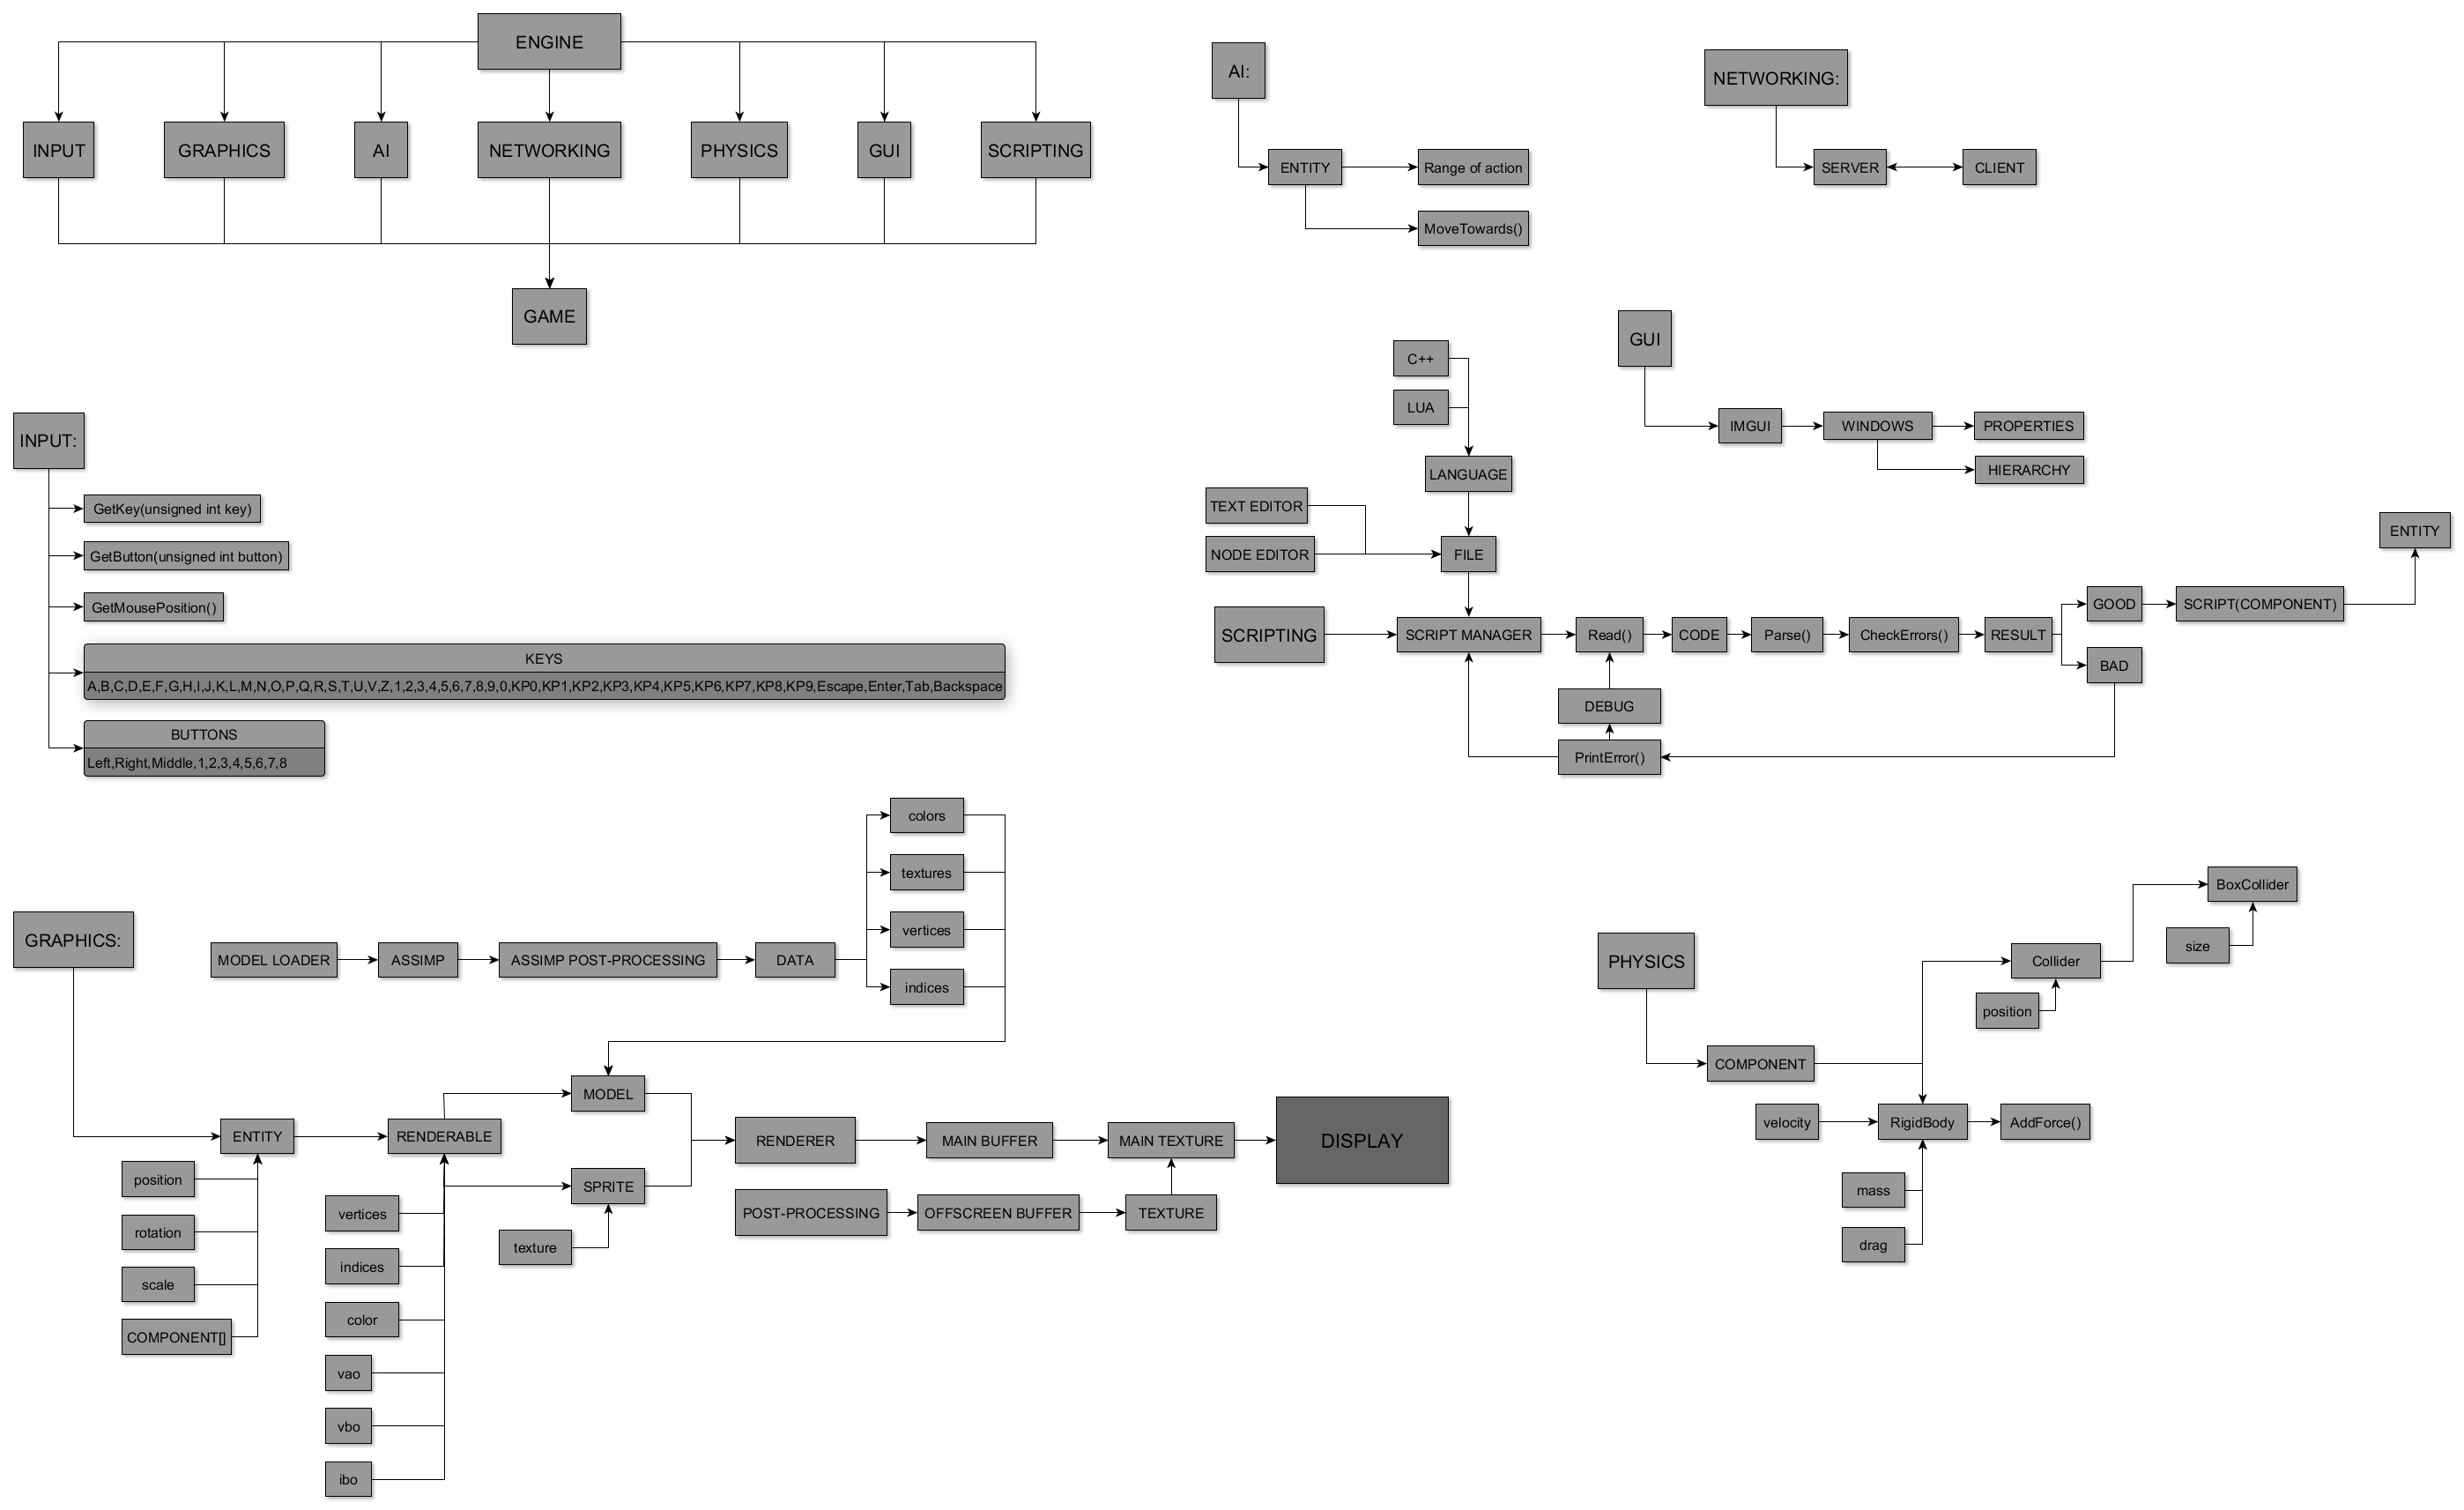 ENGINE
INPUT
GRAPHICS
AI
NETWORKING
PHYSICS
GUI
SCRIPTING
GAME
AI:
ENTITY
Range of action
MoveTowards()
NETWORKING:
SERVER
CLIENT
INPUT:
GetKey(unsigned int key)
GetButton(unsigned int button)
GetMousePosition()
KEYS
A,B,C,D,E,F,G,H,I,J,K,L,M,N,O,P,Q,R,S,T,U,V,Z,1,2,3,4,5,6,7,8,9,0,KP0,KP1,KP2,KP3,KP4,KP5,KP6,KP7,KP8,KP9,Escape,Enter,Tab,Backspace
BUTTONS
Left,Right,Middle,1,2,3,4,5,6,7,8
GUI
IMGUI
WINDOWS
PROPERTIES
HIERARCHY
C++
LUA
LANGUAGE
TEXT EDITOR
NODE EDITOR
FILE
SCRIPTING
SCRIPT MANAGER
Read()
CODE
Parse()
CheckErrors()
RESULT
GOOD
SCRIPT(COMPONENT)
ENTITY
BAD
DEBUG
PrintError()
GRAPHICS:
MODEL LOADER
ASSIMP
ASSIMP POST-PROCESSING
DATA
colors
textures
vertices
indices
MODEL
ENTITY
RENDERABLE
position
rotation
scale
COMPONENT[]
vertices
indices
color
vao
vbo
ibo
SPRITE
texture
RENDERER
MAIN BUFFER
MAIN TEXTURE
DISPLAY
POST-PROCESSING
OFFSCREEN BUFFER
TEXTURE
PHYSICS
COMPONENT
Collider
position
BoxCollider
size
velocity
RigidBody
AddForce()
mass
drag